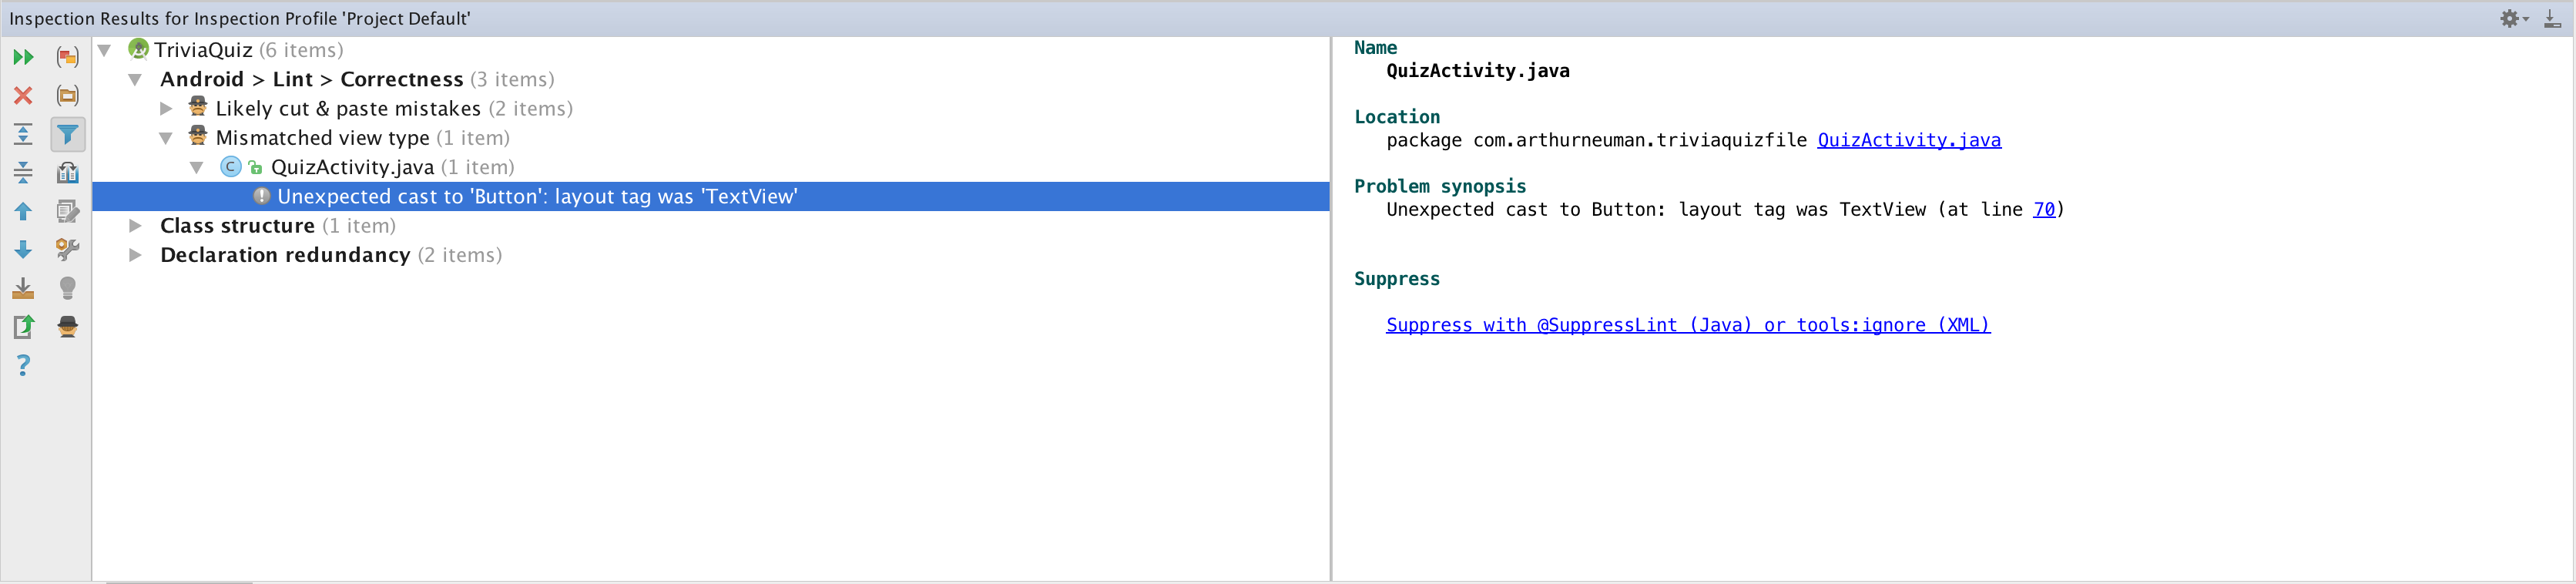 Inspection Results for Inspection Profile 'Project Default'
TriviaQuiz (6 items)
Android > Lint > Correctness (3 items)
Likely cut & paste mistakes (2 items)
Mismatched view type (1 item)
C QuizActivity.java (1 item)
Unexpected cast to 'Button': layout tag was 'TextView'
Class structure (1 item)
Declaration redundancy (2 items)
?
Name
QuizActivity.java
Location
package com.arthurneuman.triviaquizfile QuizActivity.java
Problem synopsis
Unexpected cast to Button: layout tag was TextView (at line 70)
Suppress
Suppress with @SuppressLint (Java) or tools:ignore (XML)